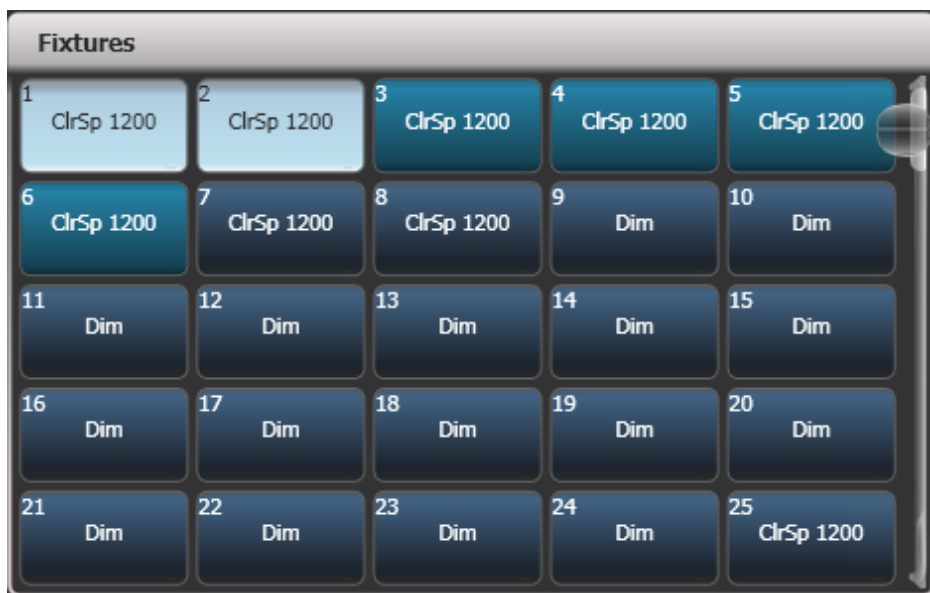 Fixtures
1 ClrSp 1200
2 ClrSp 1200
3 ClrSp 1200
4 ClrSp 1200
5 ClrSp 1200
6 ClrSp 1200
7 ClrSp 1200
8 ClrSp 1200
9 Dim
10 Dim
11 Dim
12 Dim
13 Dim
14 Dim
15 Dim
16 Dim
17 Dim
18 Dim
19 Dim
20 Dim
21 Dim
22 Dim
23 Dim
24 Dim
25 ClrSp 1200